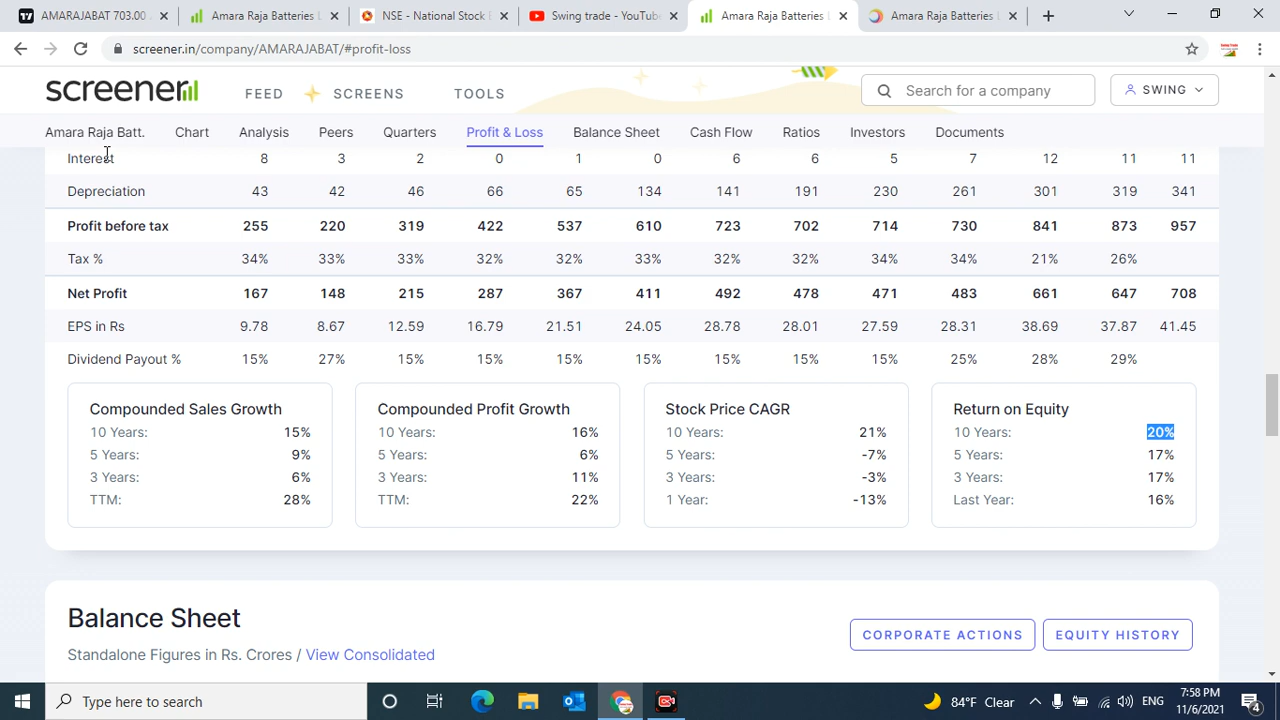 AMARAJABAT 703.00
Amara Raja Batteries L
NSE - National Stock E
Swing trade - YouTube
Amara Raja Batteries L
Amara Raja Batteries L
screener.in/company/AMARAJABAT/#profit-loss
screener FEED SCREENS TOOLS Search for a company SWING
Amara Raja Batt. Chart Analysis Peers Quarters Profit & Loss Balance Sheet Cash Flow Ratios Investors Documents
Interest 8 3 2 0 1 0 6 6 5 7 12 11 11
Depreciation 43 42 46 66 65 134 141 191 230 261 301 319 341
Profit before tax 255 220 319 422 537 610 723 702 714 730 841 873 957
Tax % 34% 33% 33% 32% 32% 33% 32% 32% 34% 34% 21% 26%
Net Profit 167 148 215 287 367 411 492 478 471 483 661 647 708
EPS in Rs 9.78 8.67 12.59 16.79 21.51 24.05 28.78 28.01 27.59 28.31 38.69 37.87 41.45
Dividend Payout % 15% 27% 15% 15% 15% 15% 15% 15% 15% 25% 28% 29%
Compounded Sales Growth
10 Years: 15%
5 Years: 9%
3 Years: 6%
TTM: 28%
Compounded Profit Growth
10 Years: 16%
5 Years: 6%
3 Years: 11%
TTM: 22%
Stock Price CAGR
10 Years: 21%
5 Years: -7%
3 Years: -3%
1 Year: -13%
Return on Equity
10 Years: 20%
5 Years: 17%
3 Years: 17%
Last Year: 16%
Balance Sheet
CORPORATE ACTIONS EQUITY HISTORY
Standalone Figures in Rs. Crores / View Consolidated
Type here to search
84°F Clear
ENG
7:58 PM
11/6/2021
4